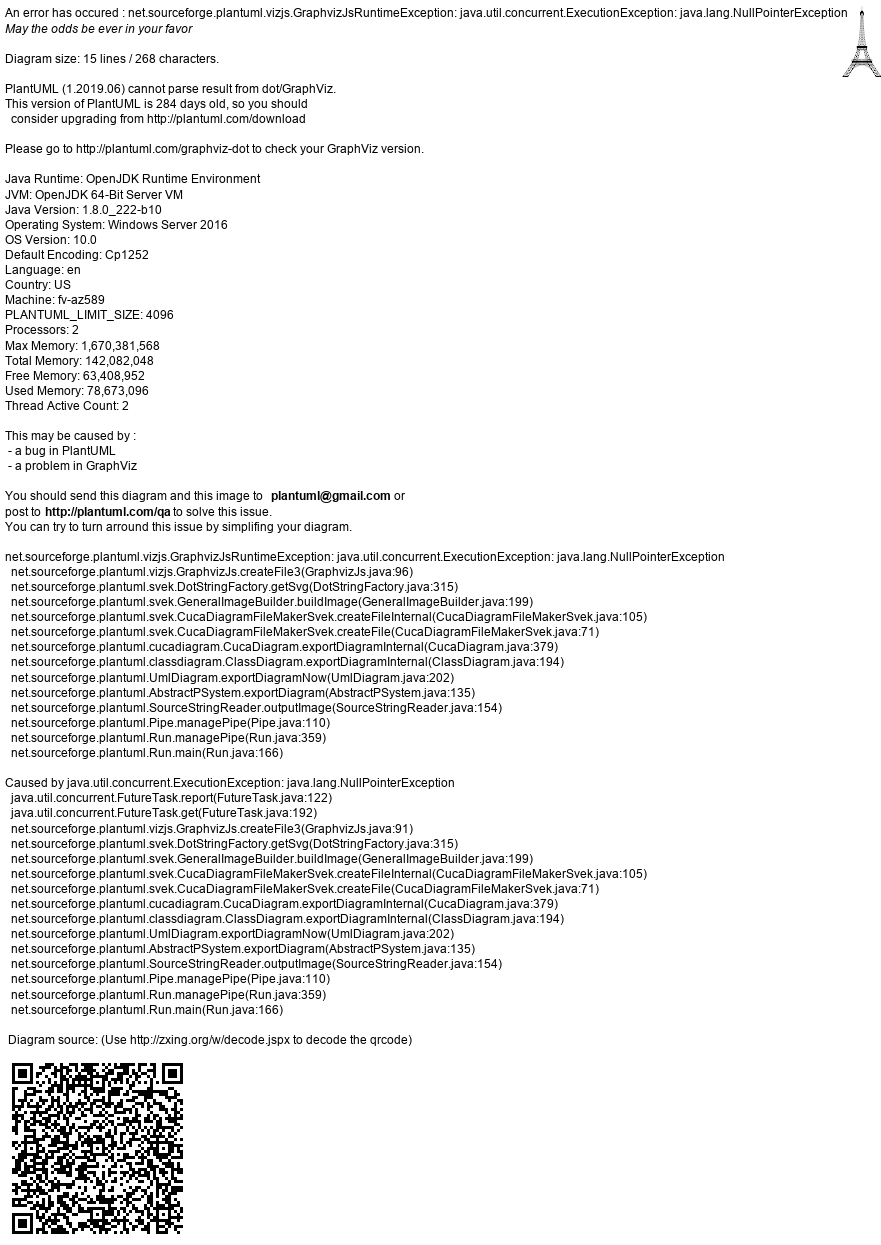 An error has occured : net.sourceforge.plantuml.vizjs.GraphvizJsRuntimeException: java.util.concurrent.ExecutionException: java.lang.NullPointerException
May the odds be ever in your favor
Diagram size: 15 lines / 268 characters.
PlantUML (1.2019.06) cannot parse result from dot/GraphViz.
This version of PlantUML is 284 days old, so you should
consider upgrading from http://plantuml.com/download
Please go to http://plantuml.com/graphviz-dot to check your GraphViz version.
Java Runtime: OpenJDK Runtime Environment
JVM: OpenJDK 64-Bit Server VM
Java Version: 1.8.0_222-b10
Operating System: Windows Server 2016
OS Version: 10.0
Default Encoding: Cp1252
Language: en
Country: US
Machine: fv-az589
PLANTUML_LIMIT_SIZE: 4096
Processors: 2
Max Memory: 1,670,381,568
Total Memory: 142,082,048
Free Memory: 63,408,952
Used Memory: 78,673,096
Thread Active Count: 2
This may be caused by :
- a bug in PlantUML
- a problem in GraphViz
You should send this diagram and this image to plantuml@gmail.com or
post to http://plantuml.com/qa to solve this issue.
You can try to turn arround this issue by simplifing your diagram.
net.sourceforge.plantuml.vizjs.GraphvizJsRuntimeException: java.util.concurrent.ExecutionException: java.lang.NullPointerException
net.sourceforge.plantuml.vizjs.GraphvizJs.createFile3(GraphvizJs.java:96)
net.sourceforge.plantuml.svek.DotStringFactory.getSvg(DotStringFactory.java:315)
net.sourceforge.plantuml.svek.GeneralImageBuilder.buildImage(GeneralImageBuilder.java:199)
net.sourceforge.plantuml.svek.CucaDiagramFileMakerSvek.createFileInternal(CucaDiagramFileMakerSvek.java:105)
net.sourceforge.plantuml.svek.CucaDiagramFileMakerSvek.createFile(CucaDiagramFileMakerSvek.java:71)
net.sourceforge.plantuml.cucadiagram.CucaDiagram.exportDiagramInternal(CucaDiagram.java:379)
net.sourceforge.plantuml.classdiagram.ClassDiagram.exportDiagramInternal(ClassDiagram.java:194)
net.sourceforge.plantuml.UmlDiagram.exportDiagramNow(UmlDiagram.java:202)
net.sourceforge.plantuml.AbstractPSystem.exportDiagram(AbstractPSystem.java:135)
net.sourceforge.plantuml.SourceStringReader.outputImage(SourceStringReader.java:154)
net.sourceforge.plantuml.Pipe.managePipe(Pipe.java:110)
net.sourceforge.plantuml.Run.managePipe(Run.java:359)
net.sourceforge.plantuml.Run.main(Run.java:166)
Caused by java.util.concurrent.ExecutionException: java.lang.NullPointerException
java.util.concurrent.FutureTask.report(FutureTask.java:122)
java.util.concurrent.FutureTask.get(FutureTask.java:192)
net.sourceforge.plantuml.vizjs.GraphvizJs.createFile3(GraphvizJs.java:91)
net.sourceforge.plantuml.svek.DotStringFactory.getSvg(DotStringFactory.java:315)
net.sourceforge.plantuml.svek.GeneralImageBuilder.buildImage(GeneralImageBuilder.java:199)
net.sourceforge.plantuml.svek.CucaDiagramFileMakerSvek.createFileInternal(CucaDiagramFileMakerSvek.java:105)
net.sourceforge.plantuml.svek.CucaDiagramFileMakerSvek.createFile(CucaDiagramFileMakerSvek.java:71)
net.sourceforge.plantuml.cucadiagram.CucaDiagram.exportDiagramInternal(CucaDiagram.java:379)
net.sourceforge.plantuml.classdiagram.ClassDiagram.exportDiagramInternal(ClassDiagram.java:194)
net.sourceforge.plantuml.UmlDiagram.exportDiagramNow(UmlDiagram.java:202)
net.sourceforge.plantuml.AbstractPSystem.exportDiagram(AbstractPSystem.java:135)
net.sourceforge.plantuml.SourceStringReader.outputImage(SourceStringReader.java:154)
net.sourceforge.plantuml.Pipe.managePipe(Pipe.java:110)
net.sourceforge.plantuml.Run.managePipe(Run.java:359)
net.sourceforge.plantuml.Run.main(Run.java:166)
Diagram source: (Use http://zxing.org/w/decode.jspx to decode the qrcode)